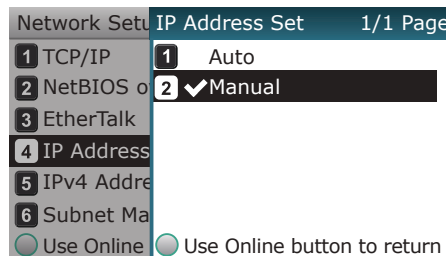 Network Setu
1 TCP/IP
2 NetBIOS o
3 EtherTalk
4 IP Address
5 IPv4 Addre
6 Subnet Ma
Use Online
IP Address Set 1/1 Page
1 Auto
2 ✔Manual
Use Online button to return